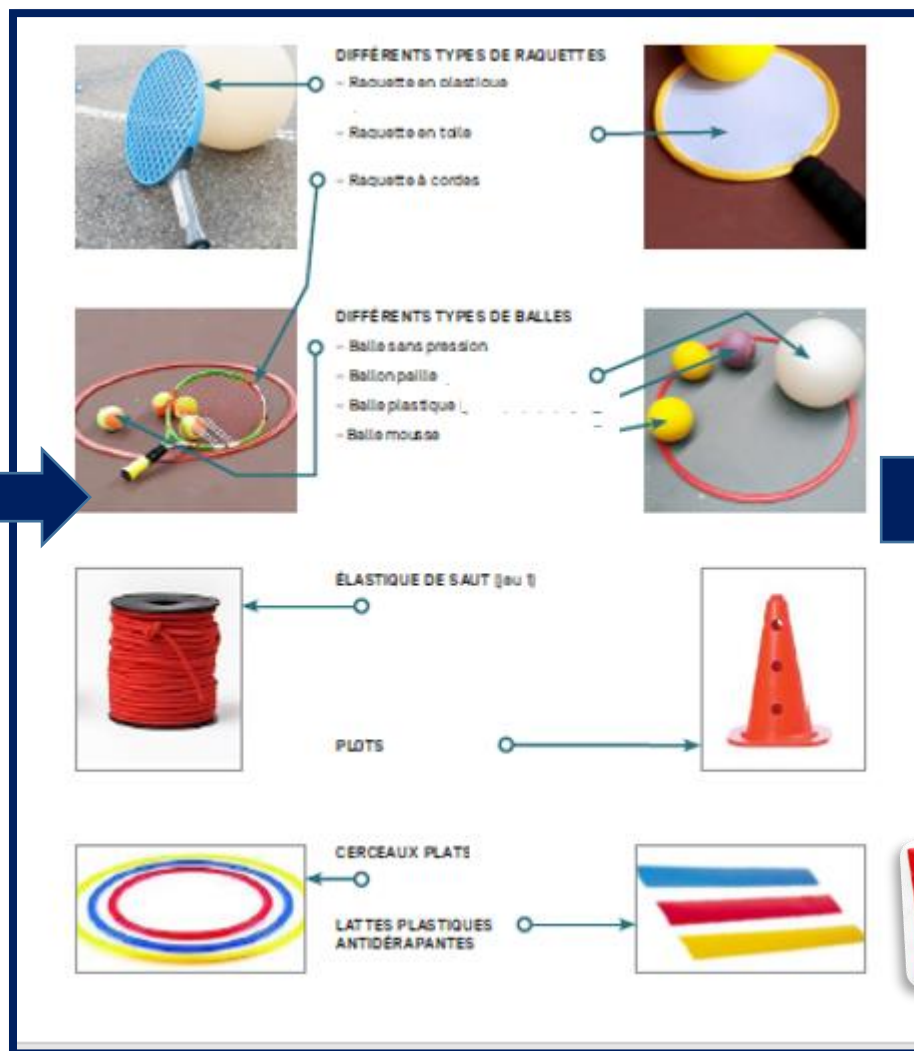 DIFFÉRENTS TYPES DE RAQUETTES
– Raquette en plastique
– Raquette en toile
– Raquette à cordes
DIFFÉRENTS TYPES DE BALLES
– Balle sans pression
– Ballon paille
– Balle plastique
– Balle mousse
ÉLASTIQUE DE SAUT (jeu 1)
PLOTS
CERCEAUX PLATS
LATTES PLASTIQUES
ANTIDÉRAPANTES